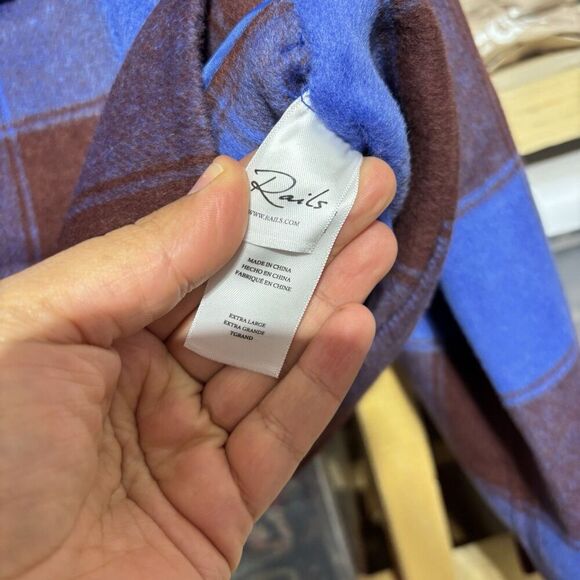 Rails
WWW.RAILS.COM
MADE IN CHINA
HECHO EN CHINA
FABRIQUÉ EN CHINE
EXTRA LARGE
EXTRA GRANDE
TGRAND